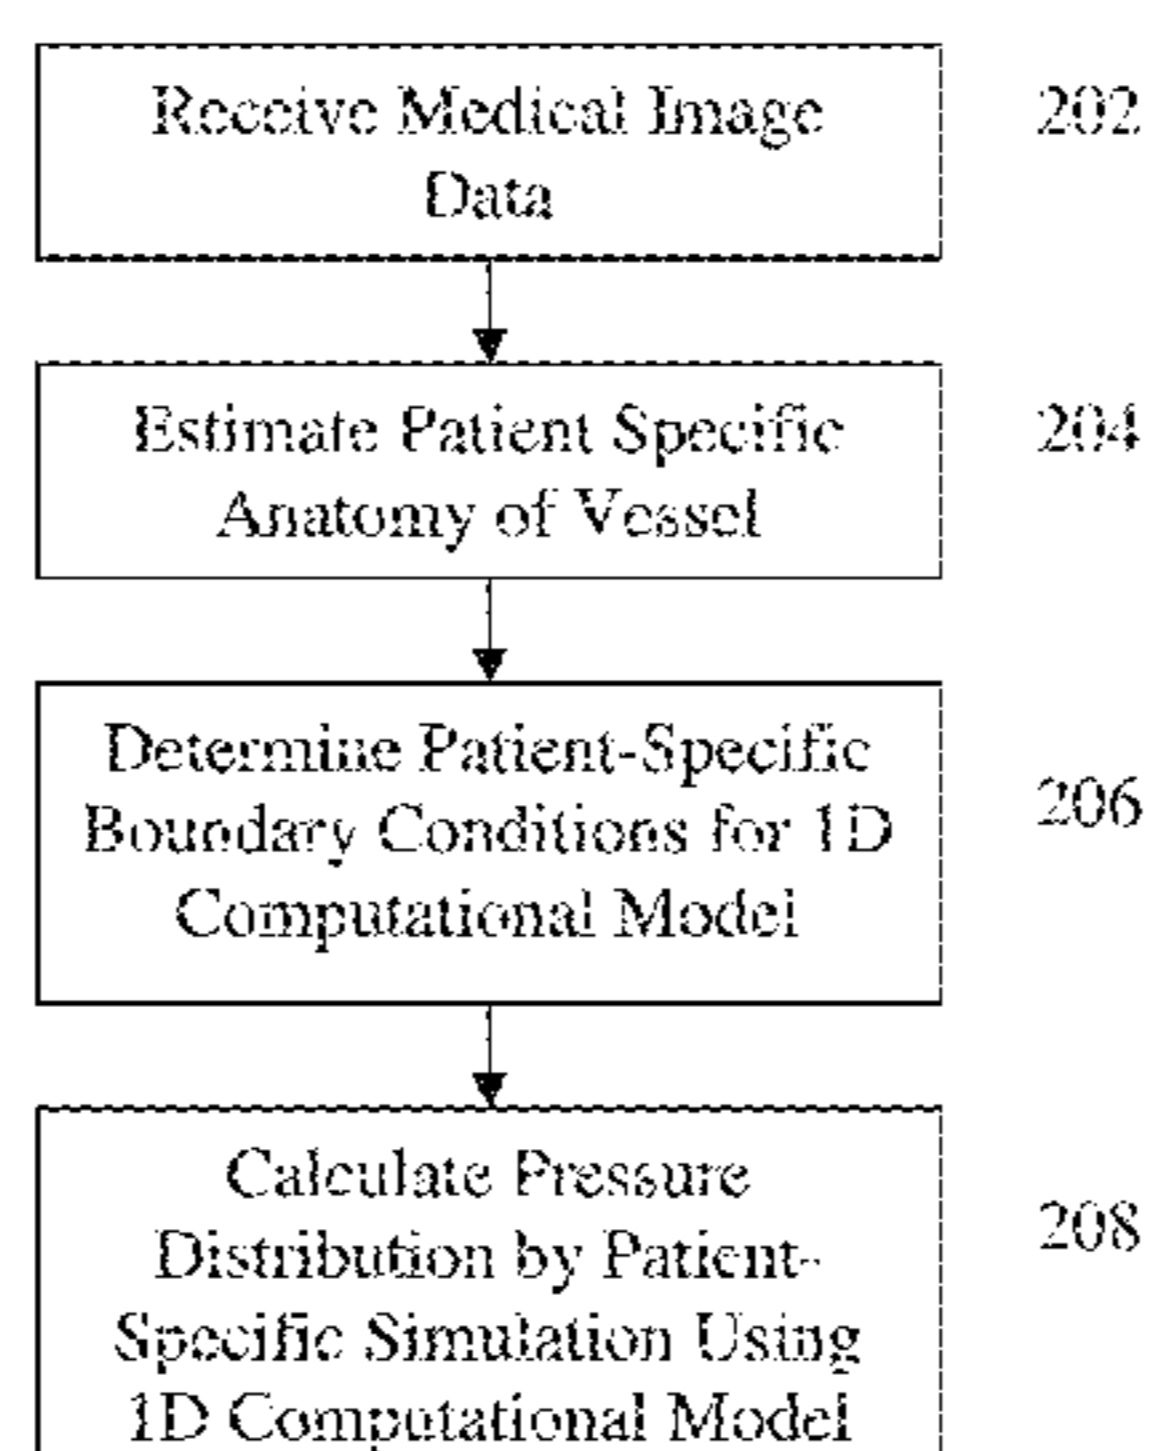 Receive Medical Image
Data
202
Estimate Patient Specific
Anatomy of Vessel
204
Determine Patient-Specific
Boundary Conditions for 1D
Computational Model
206
Calculate Pressure
Distribution by Patient-
Specific Simulation Using
1D Computational Model
208